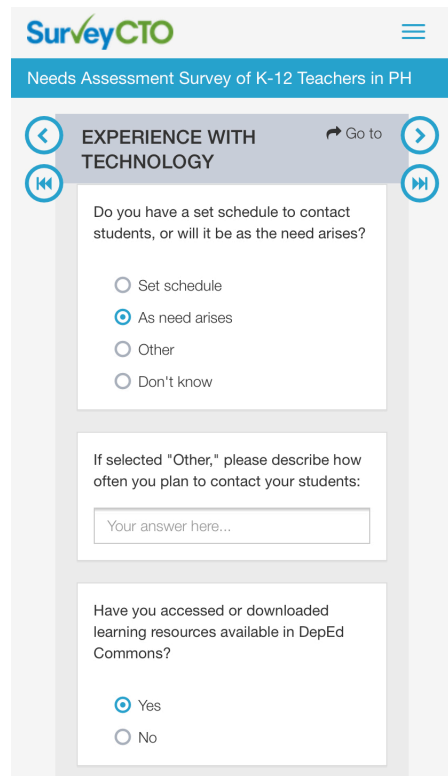 SurveyCTO
Needs Assessment Survey of K-12 Teachers in PH
EXPERIENCE WITH
TECHNOLOGY
Go to
Do you have a set schedule to contact
students, or will it be as the need arises?
Set schedule
As need arises
Other
Don't know
If selected "Other," please describe how
often you plan to contact your students:
Your answer here...
Have you accessed or downloaded
learning resources available in DepEd
Commons?
Yes
No